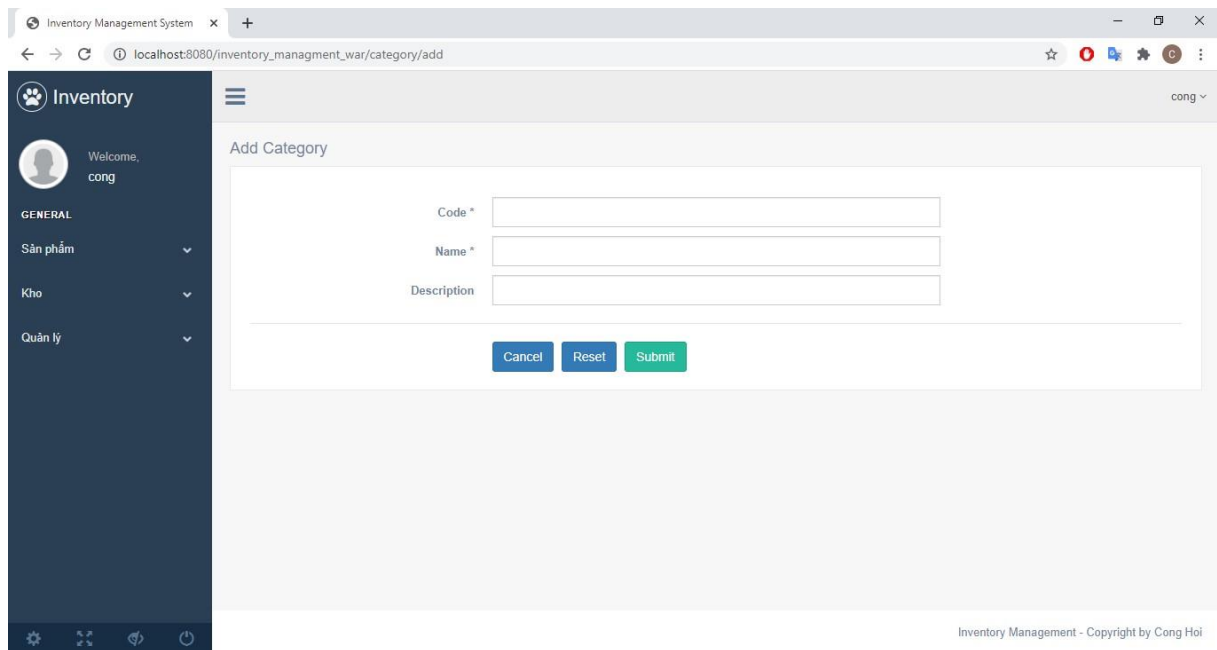 Inventory Management System
localhost:8080/inventory_managment_war/category/add
C
Inventory
cong
Welcome,
cong
GENERAL
Sản phẩm
Kho
Quản lý
Add Category
Code *
Name *
Description
Cancel Reset Submit
Inventory Management - Copyright by Cong Hoi